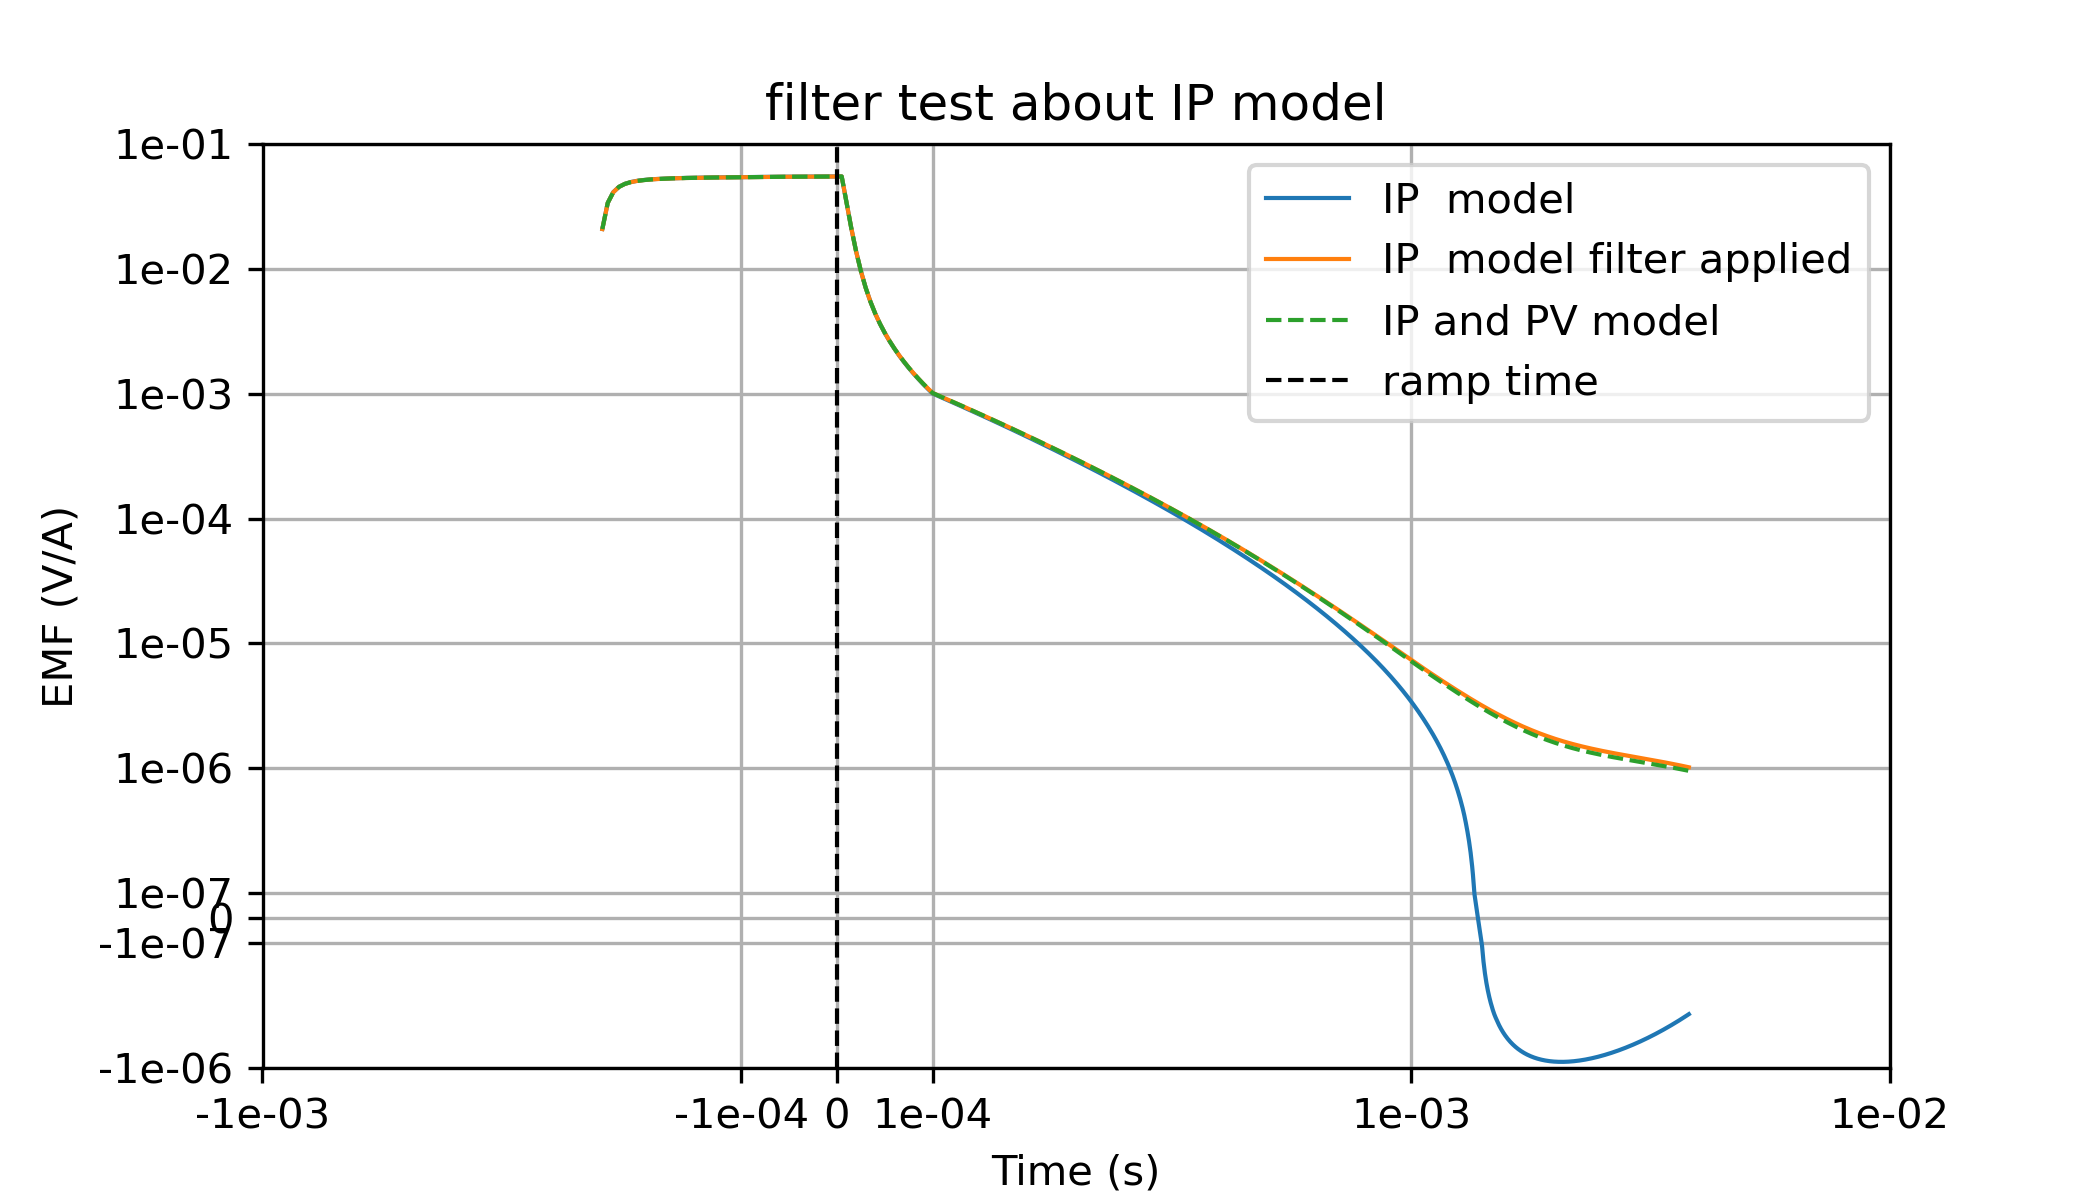 filter test about IP model
1e-01
1e-02
1e-03
1e-04
1e-05
1e-06
1e-07
0
-1e-07
-1e-06
EMF (V/A)
IP  model
IP  model filter applied
IP and PV model
ramp time
-1e-03 -1e-04 0 1e-04 1e-03 1e-02
Time (s)